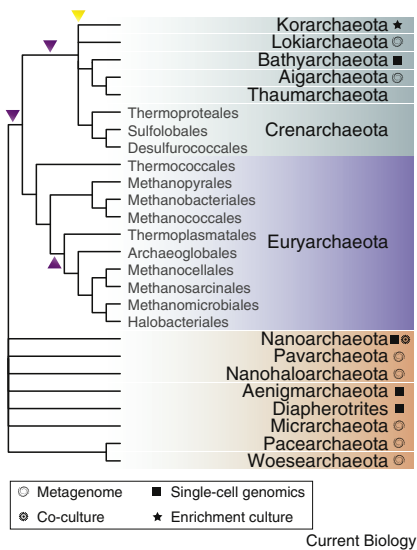 Korarchaeota
Lokiarchaeota
Bathyarchaeota
Aigarchaeota
Thaumarchaeota
Thermoproteales
Sulfolobales
Desulfurococcales
Crenarchaeota
Thermococcales
Methanopyrales
Methanobacteriales
Methanococcales
Thermoplasmatales
Archaeoglobales
Methanocellales
Methanosarcinales
Methanomicrobiales
Halobacteriales
Euryarchaeota
Nanoarchaeota
Pavarchaeota
Nanohaloarchaeota
Aenigmarchaeota
Diapherotrites
Micrarchaeota
Pacearchaeota
Woesearchaeota
Metagenome
Single-cell genomics
Co-culture
Enrichment culture
Current Biology